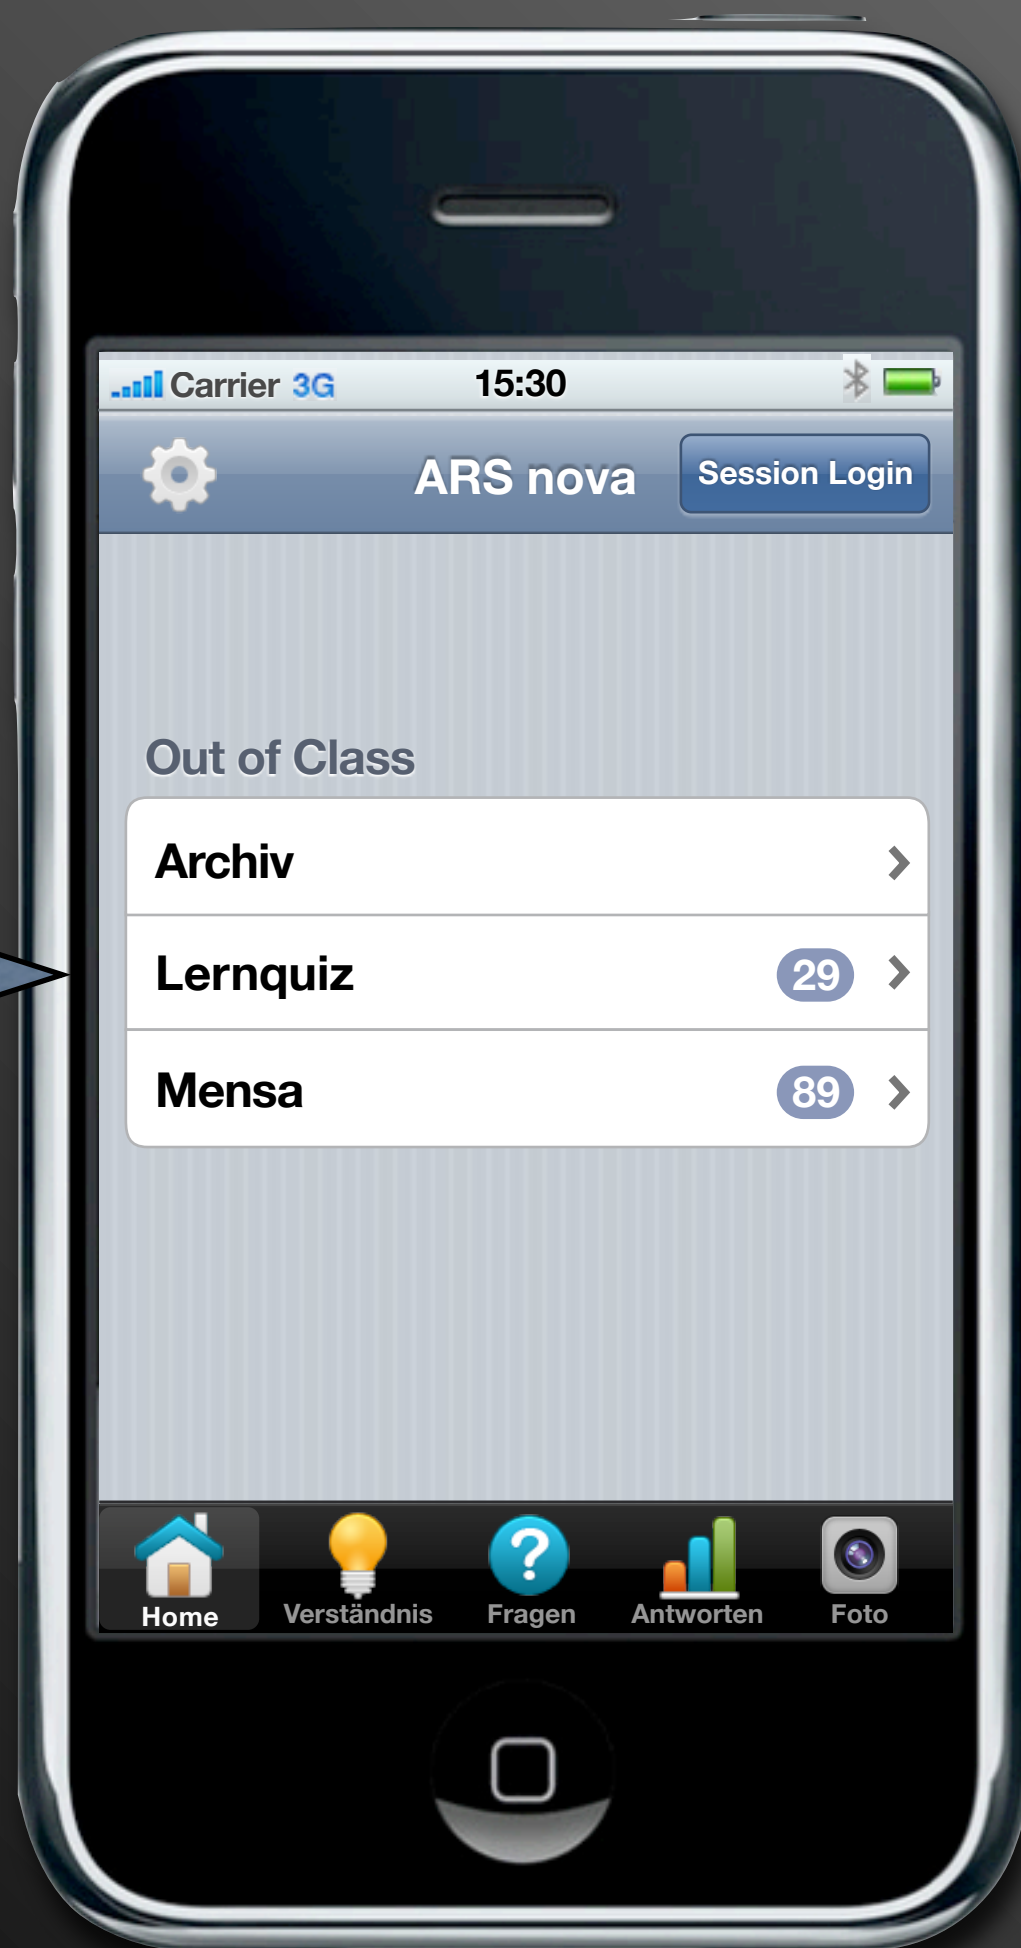 Carrier 3G 15:30
ARS nova Session Login
Out of Class
Archiv
Lernquiz 29
Mensa 89
Home Verständnis Fragen Antworten Foto